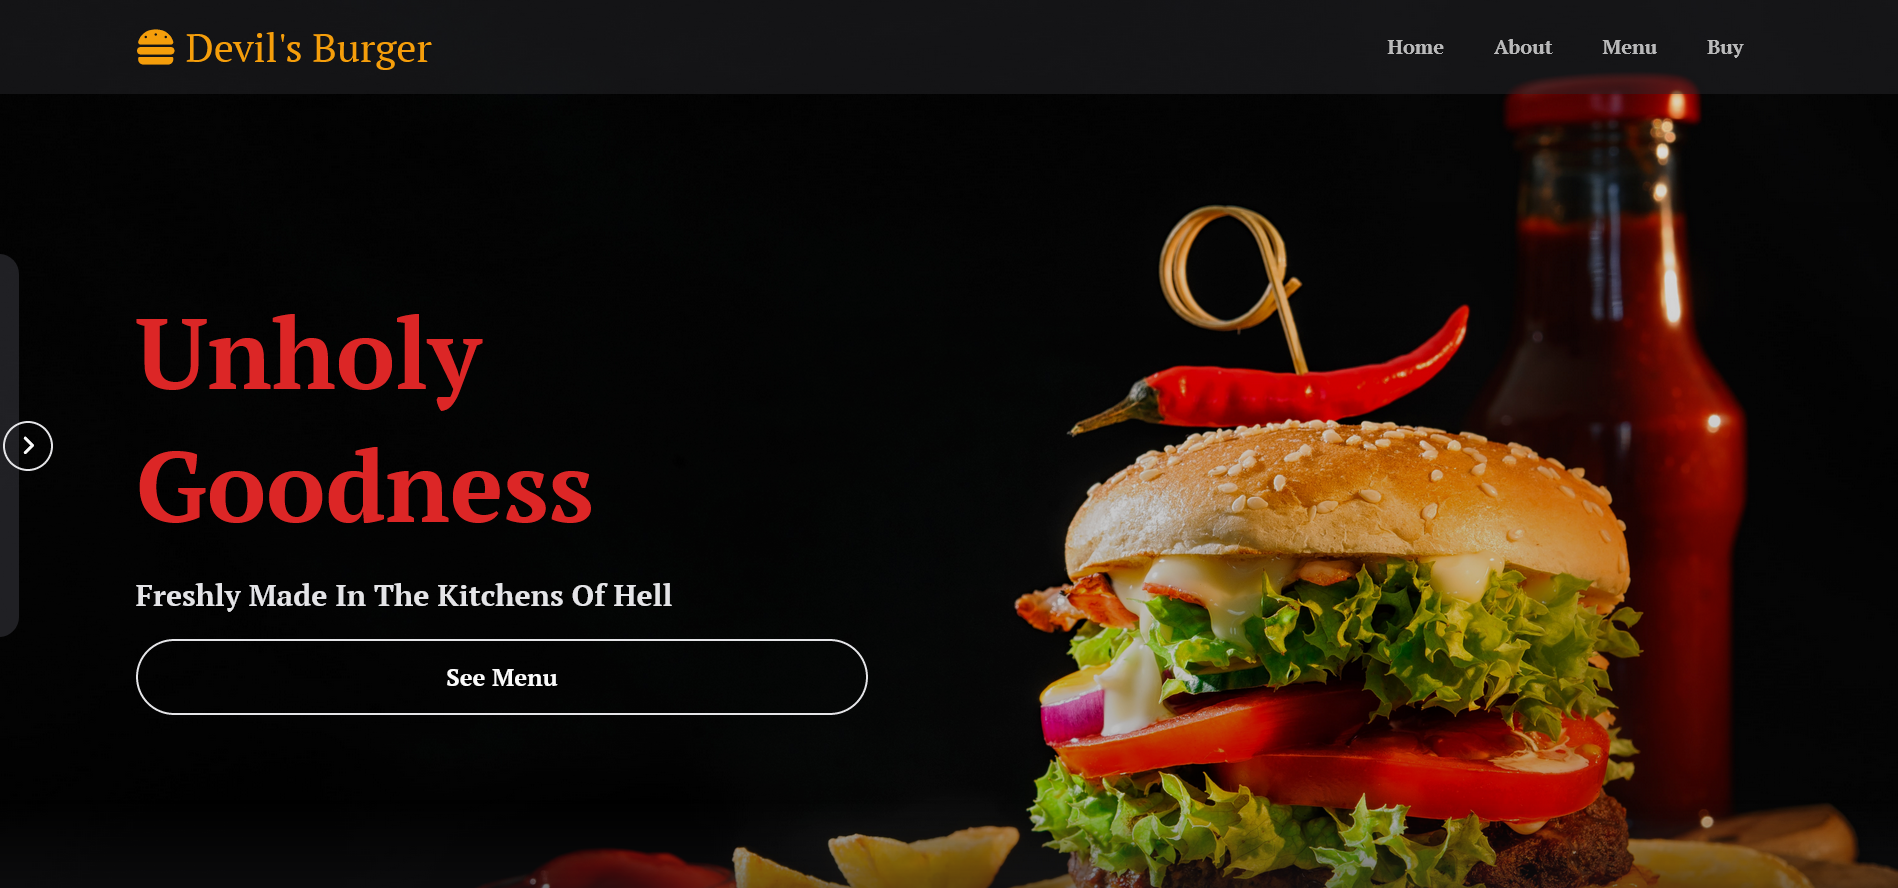 Devil's Burger
Home About Menu Buy
Unholy
Goodness
Freshly Made In The Kitchens Of Hell
See Menu